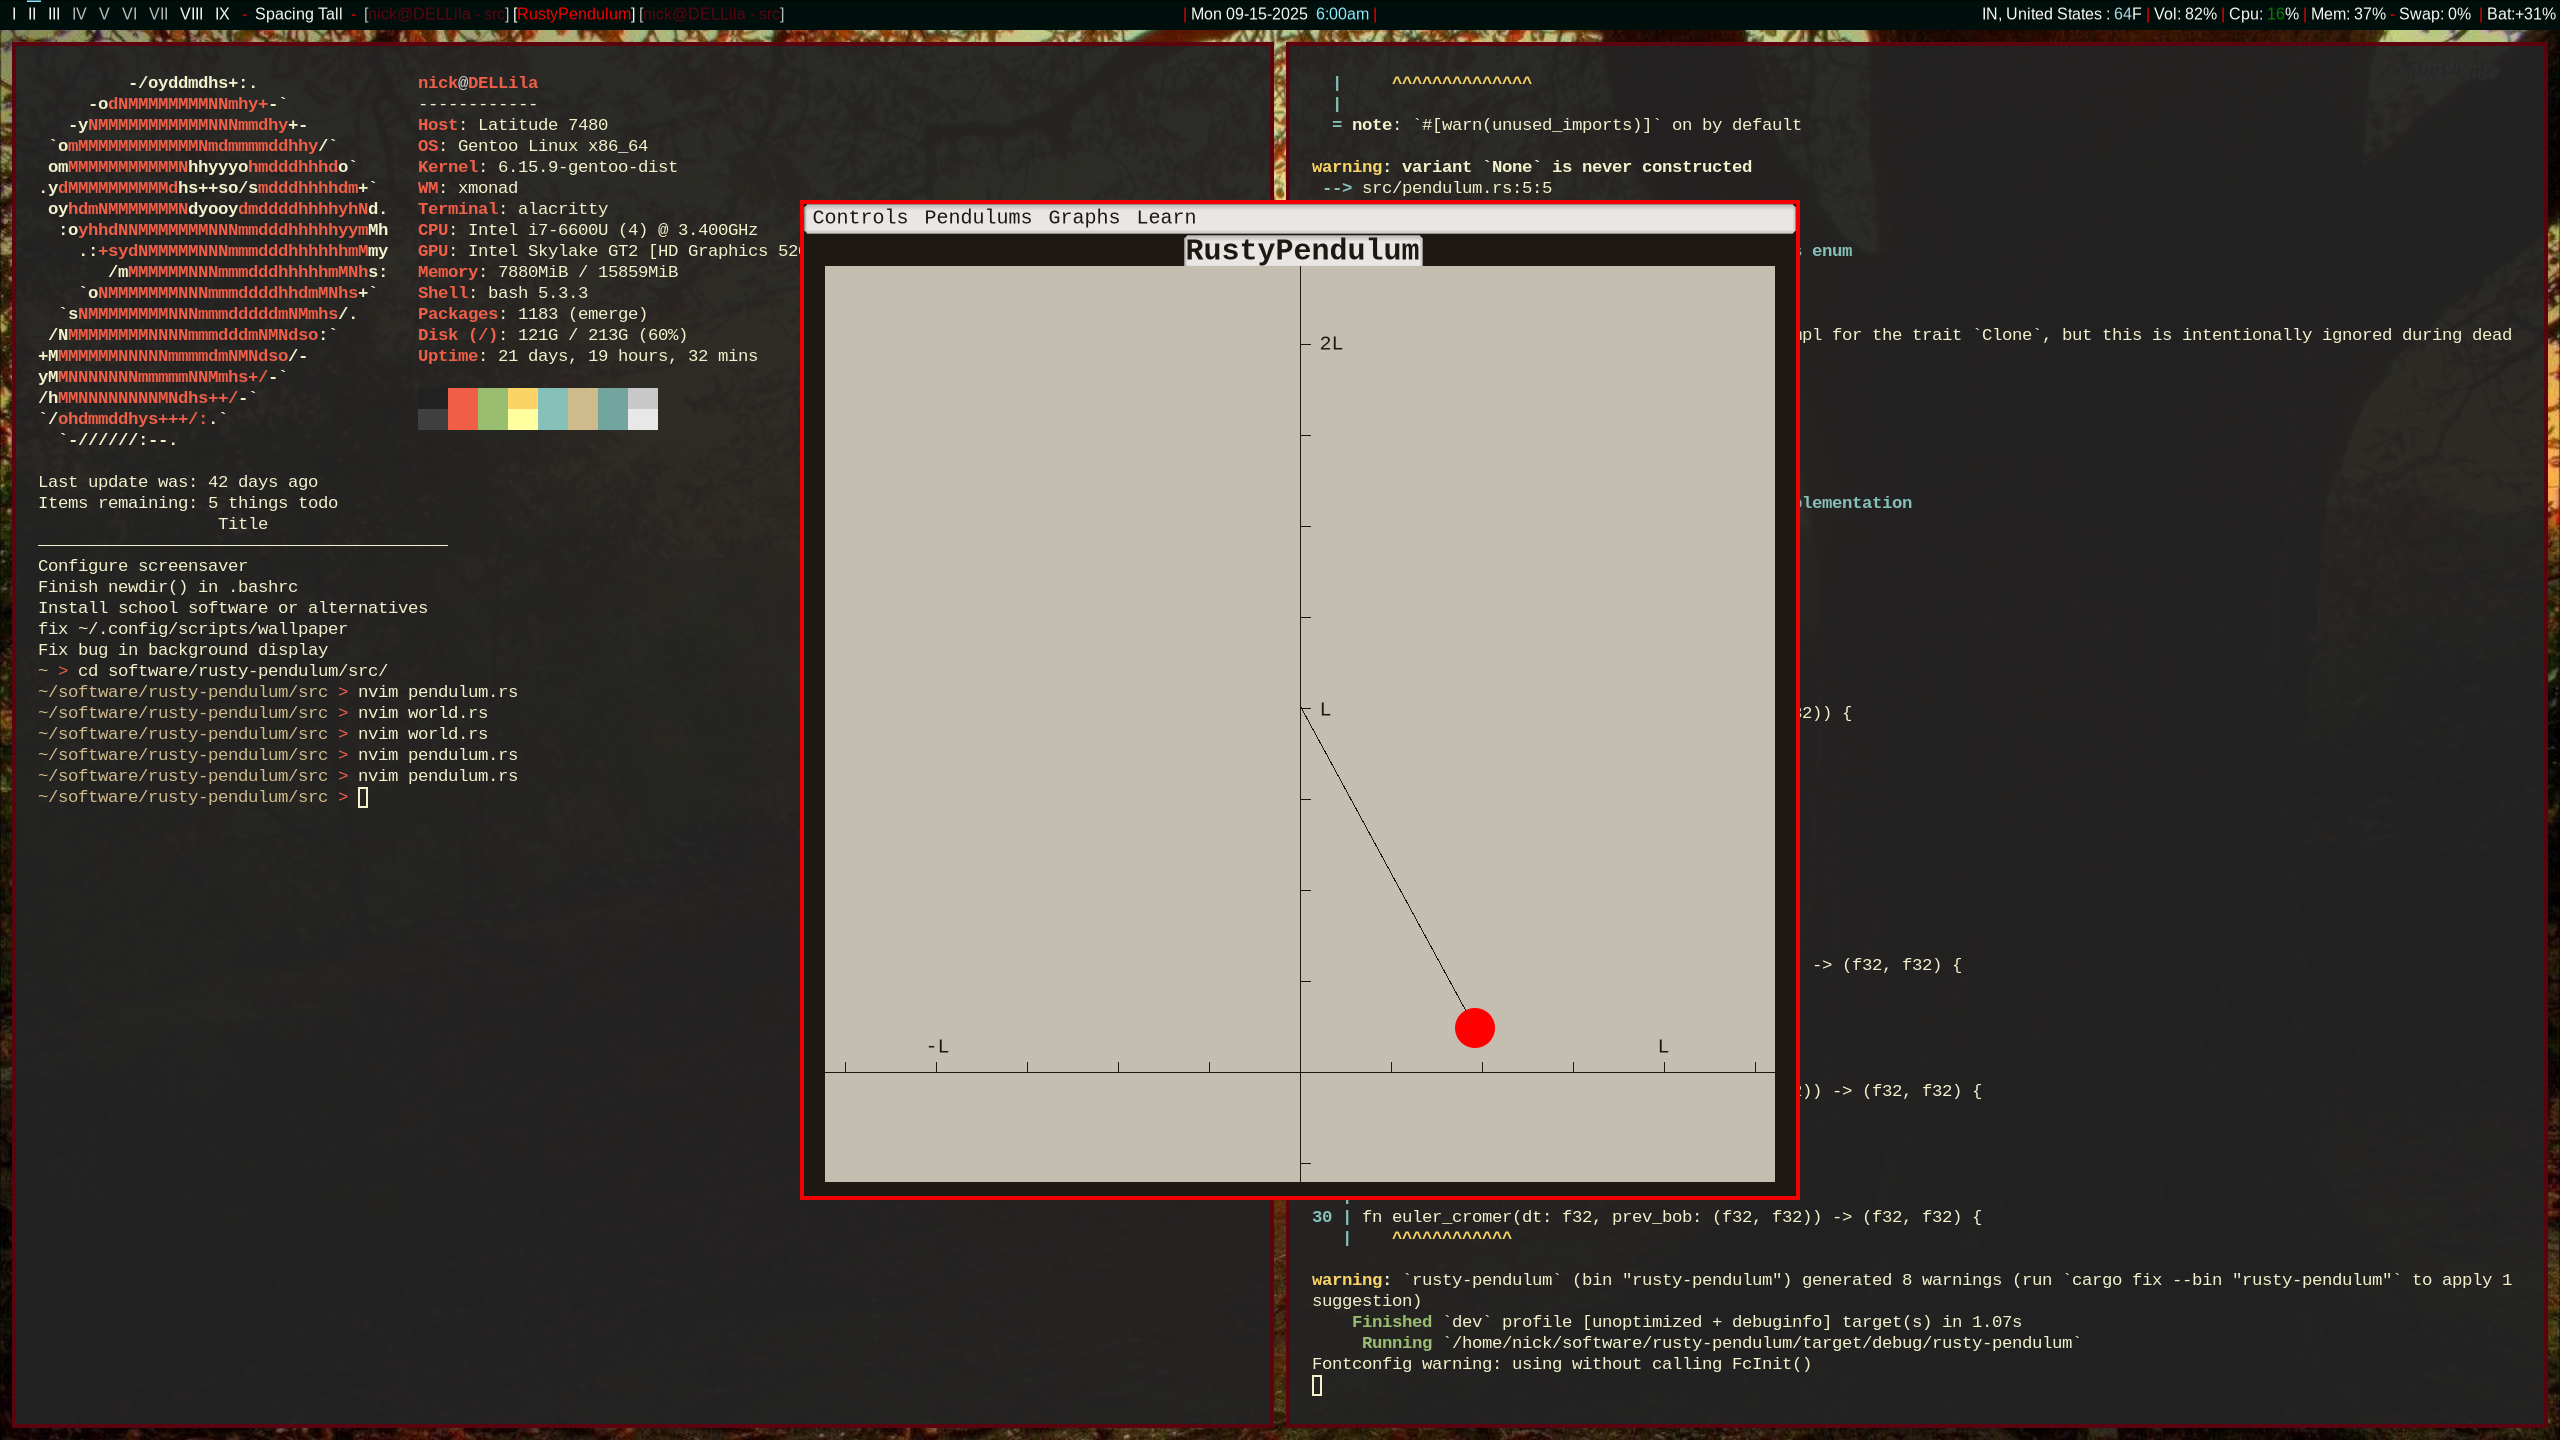 I II III IV V VI VII VIII IX - Spacing Tall - [nick@DELLila - src] [RustyPendulum] [nick@DELLila - src]
| Mon 09-15-2025 6:00am |
IN, United States : 64F | Vol: 82% | Cpu: 16% | Mem: 37% - Swap: 0% | Bat:+31%
-/oyddmdhs+:.
-odNMMMMMMMMNNmhy+-`
-yNMMMMMMMMMMMNNNmmdhy+-
`omMMMMMMMMMMMMNmdmmmmddhhy/`
omMMMMMMMMMMMNhhyyyohmdddhhhdo`
.ydMMMMMMMMMMdhs++so/smdddhhhhdm+`
oyhdmNMMMMMMMNdyooydmddddhhhhyhNd.
:oyhhdNNMMMMMMMNNNmmdddhhhhhyymMh
.:+sydNMMMMMNNNmmmdddhhhhhhmMmy
/mMMMMMMNNNmmmdddhhhhhmMNhs:
`oNMMMMMMMNNNmmmddddhhdmMNhs+`
`sNMMMMMMMMNNNmmmdddddmNMmhs/.
/NMMMMMMMMNNNNmmmdddmNMNdso:`
+MMMMMMMNNNNNmmmmdmNMNdso/-
yMMNNNNNNNmmmmmNNMmhs+/-`
/hMMNNNNNNNNMNdhs++/-`
`/ohdmmddhys+++/:.`
`-//////:--.
nick@DELLila
------------
Host: Latitude 7480
OS: Gentoo Linux x86_64
Kernel: 6.15.9-gentoo-dist
WM: xmonad
Terminal: alacritty
CPU: Intel i7-6600U (4) @ 3.400GHz
GPU: Intel Skylake GT2 [HD Graphics 52
Memory: 7880MiB / 15859MiB
Shell: bash 5.3.3
Packages: 1183 (emerge)
Disk (/): 121G / 213G (60%)
Uptime: 21 days, 19 hours, 32 mins
Last update was: 42 days ago
Items remaining: 5 things todo
Title
Configure screensaver
Finish newdir() in .bashrc
Install school software or alternatives
fix ~/.config/scripts/wallpaper
Fix bug in background display
~ > cd software/rusty-pendulum/src/
~/software/rusty-pendulum/src > nvim pendulum.rs
~/software/rusty-pendulum/src > nvim world.rs
~/software/rusty-pendulum/src > nvim world.rs
~/software/rusty-pendulum/src > nvim pendulum.rs
~/software/rusty-pendulum/src > nvim pendulum.rs
~/software/rusty-pendulum/src >
Controls Pendulums Graphs Learn
RustyPendulum
2L
L
-L
L
| ^^^^^^^^^^^^^^
|
= note: `#[warn(unused_imports)]` on by default
warning: variant `None` is never constructed
--> src/pendulum.rs:5:5
enum
pl for the trait `Clone`, but this is intentionally ignored during dead
lementation
2)) {
-> (f32, f32) {
)) -> (f32, f32) {
30 | fn euler_cromer(dt: f32, prev_bob: (f32, f32)) -> (f32, f32) {
| ^^^^^^^^^^^^
warning: `rusty-pendulum` (bin "rusty-pendulum") generated 8 warnings (run `cargo fix --bin "rusty-pendulum"` to apply 1
suggestion)
Finished `dev` profile [unoptimized + debuginfo] target(s) in 1.07s
Running `/home/nick/software/rusty-pendulum/target/debug/rusty-pendulum`
Fontconfig warning: using without calling FcInit()